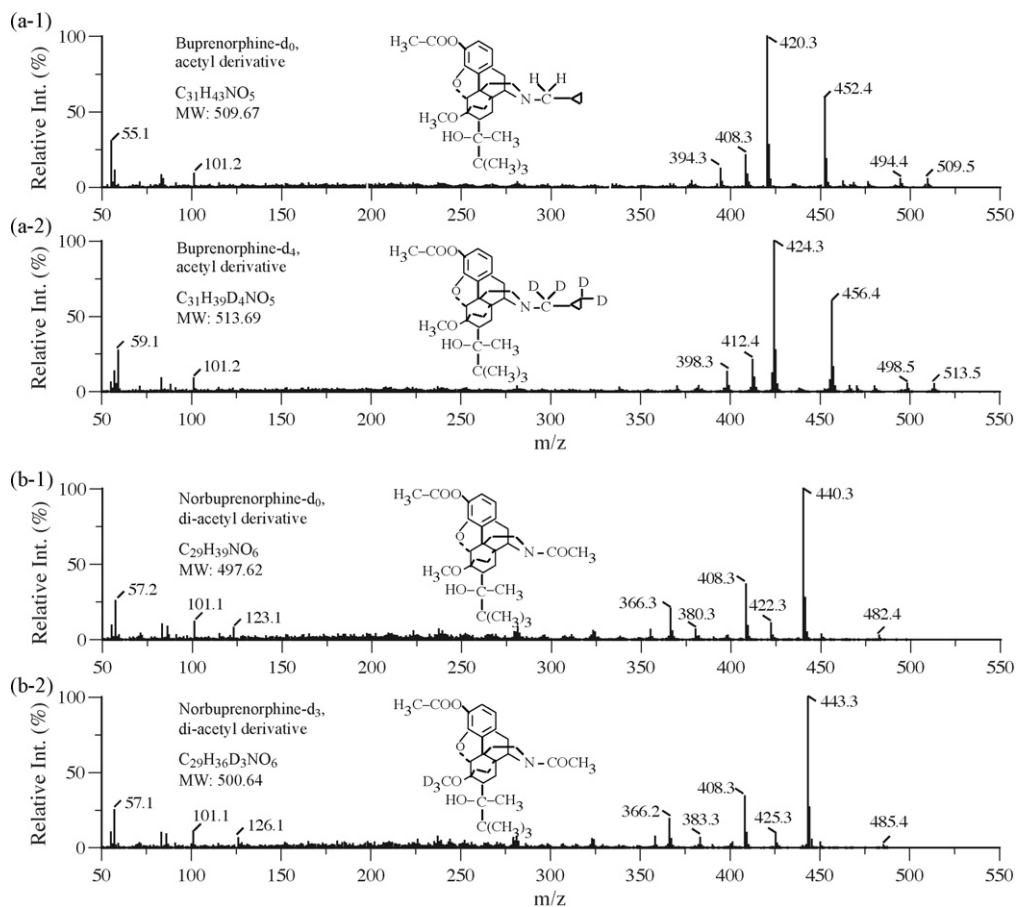 (a-1)
Relative Int. (%)
100
50
0
Buprenorphine-d₀,
acetyl derivative
C₃₁H₄₃NO₅
MW: 509.67
H₃C–COO
O
H H
N–C
H₃CO
HO–C–CH₃
C(CH₃)₃
55.1
101.2
394.3
408.3
420.3
452.4
494.4
509.5
50 100 150 200 250 300 350 400 450 500 550
(a-2)
Relative Int. (%)
100
50
0
Buprenorphine-d₄,
acetyl derivative
C₃₁H₃₉D₄NO₅
MW: 513.69
H₃C–COO
O
D D D
D
N–C
H₃CO
HO–C–CH₃
C(CH₃)₃
59.1
101.2
398.3
412.4
424.3
456.4
498.5
513.5
50 100 150 200 250 300 350 400 450 500 550
m/z
(b-1)
Relative Int. (%)
100
50
0
Norbuprenorphine-d₀,
di-acetyl derivative
C₂₉H₃₉NO₆
MW: 497.62
H₃C–COO
O
N–COCH₃
H₃CO
HO–C–CH₃
C(CH₃)₃
57.2
101.1
123.1
366.3
380.3
408.3
422.3
440.3
482.4
50 100 150 200 250 300 350 400 450 500 550
(b-2)
Relative Int. (%)
100
50
0
Norbuprenorphine-d₃,
di-acetyl derivative
C₂₉H₃₆D₃NO₆
MW: 500.64
H₃C–COO
O
N–COCH₃
D₃CO
HO–C–CH₃
C(CH₃)₃
57.1
101.1
126.1
366.2
383.3
408.3
425.3
443.3
485.4
50 100 150 200 250 300 350 400 450 500 550
m/z